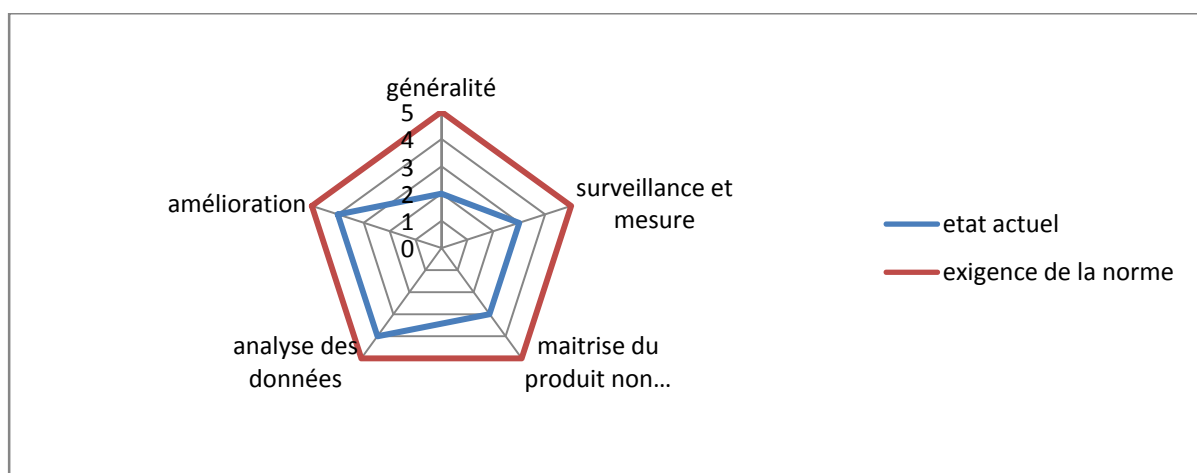 généralité
5
4
3
2
1
0
surveillance et
mesure
maitrise du
produit non…
analyse des
données
amélioration
etat actuel
exigence de la norme